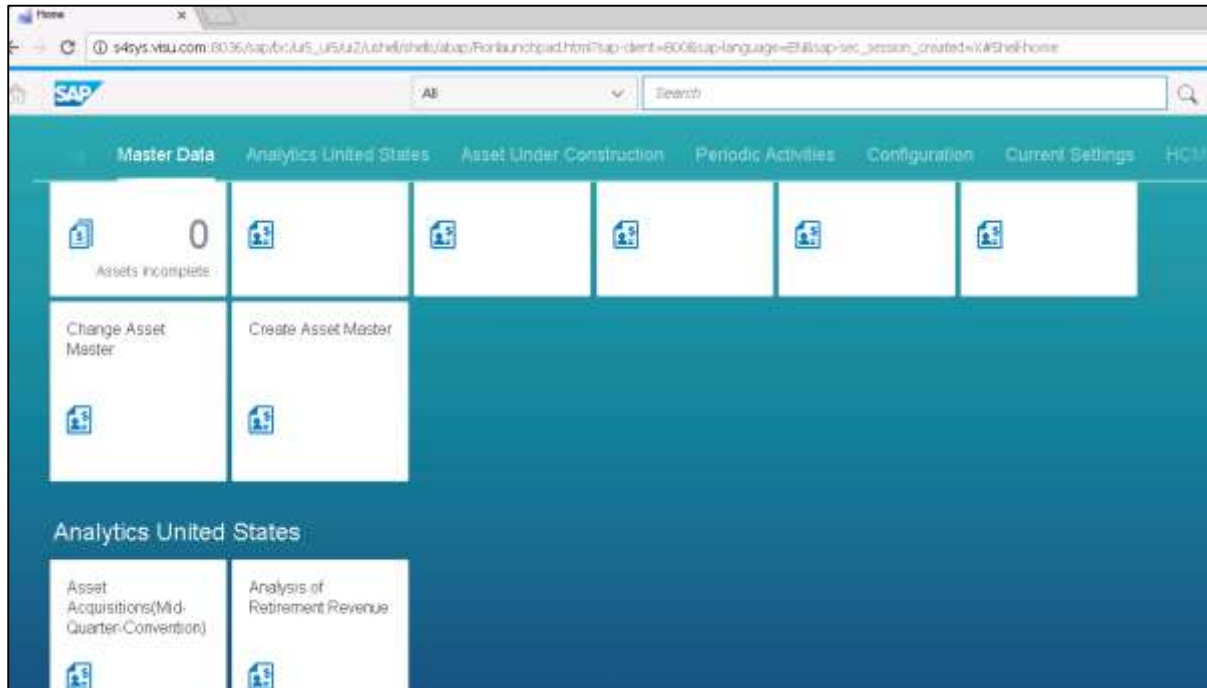 Home
s4sys.visu.com:8036/sap/bc/ui5_ui5/ui2/ushell/shells/abap/Fiorilaunchpad.html?sap-client=800&sap-language=EN&sap-sec_session_created=X#Shell-home
SAP All Search
Master Data Analytics United States Asset Under Construction Periodic Activities Configuration Current Settings HCM
0
Assets incomplete
Change Asset
Master
Create Asset Master
Analytics United States
Asset
Acquisitions(Mid-
Quarter-Convention)
Analysis of
Retirement Revenue